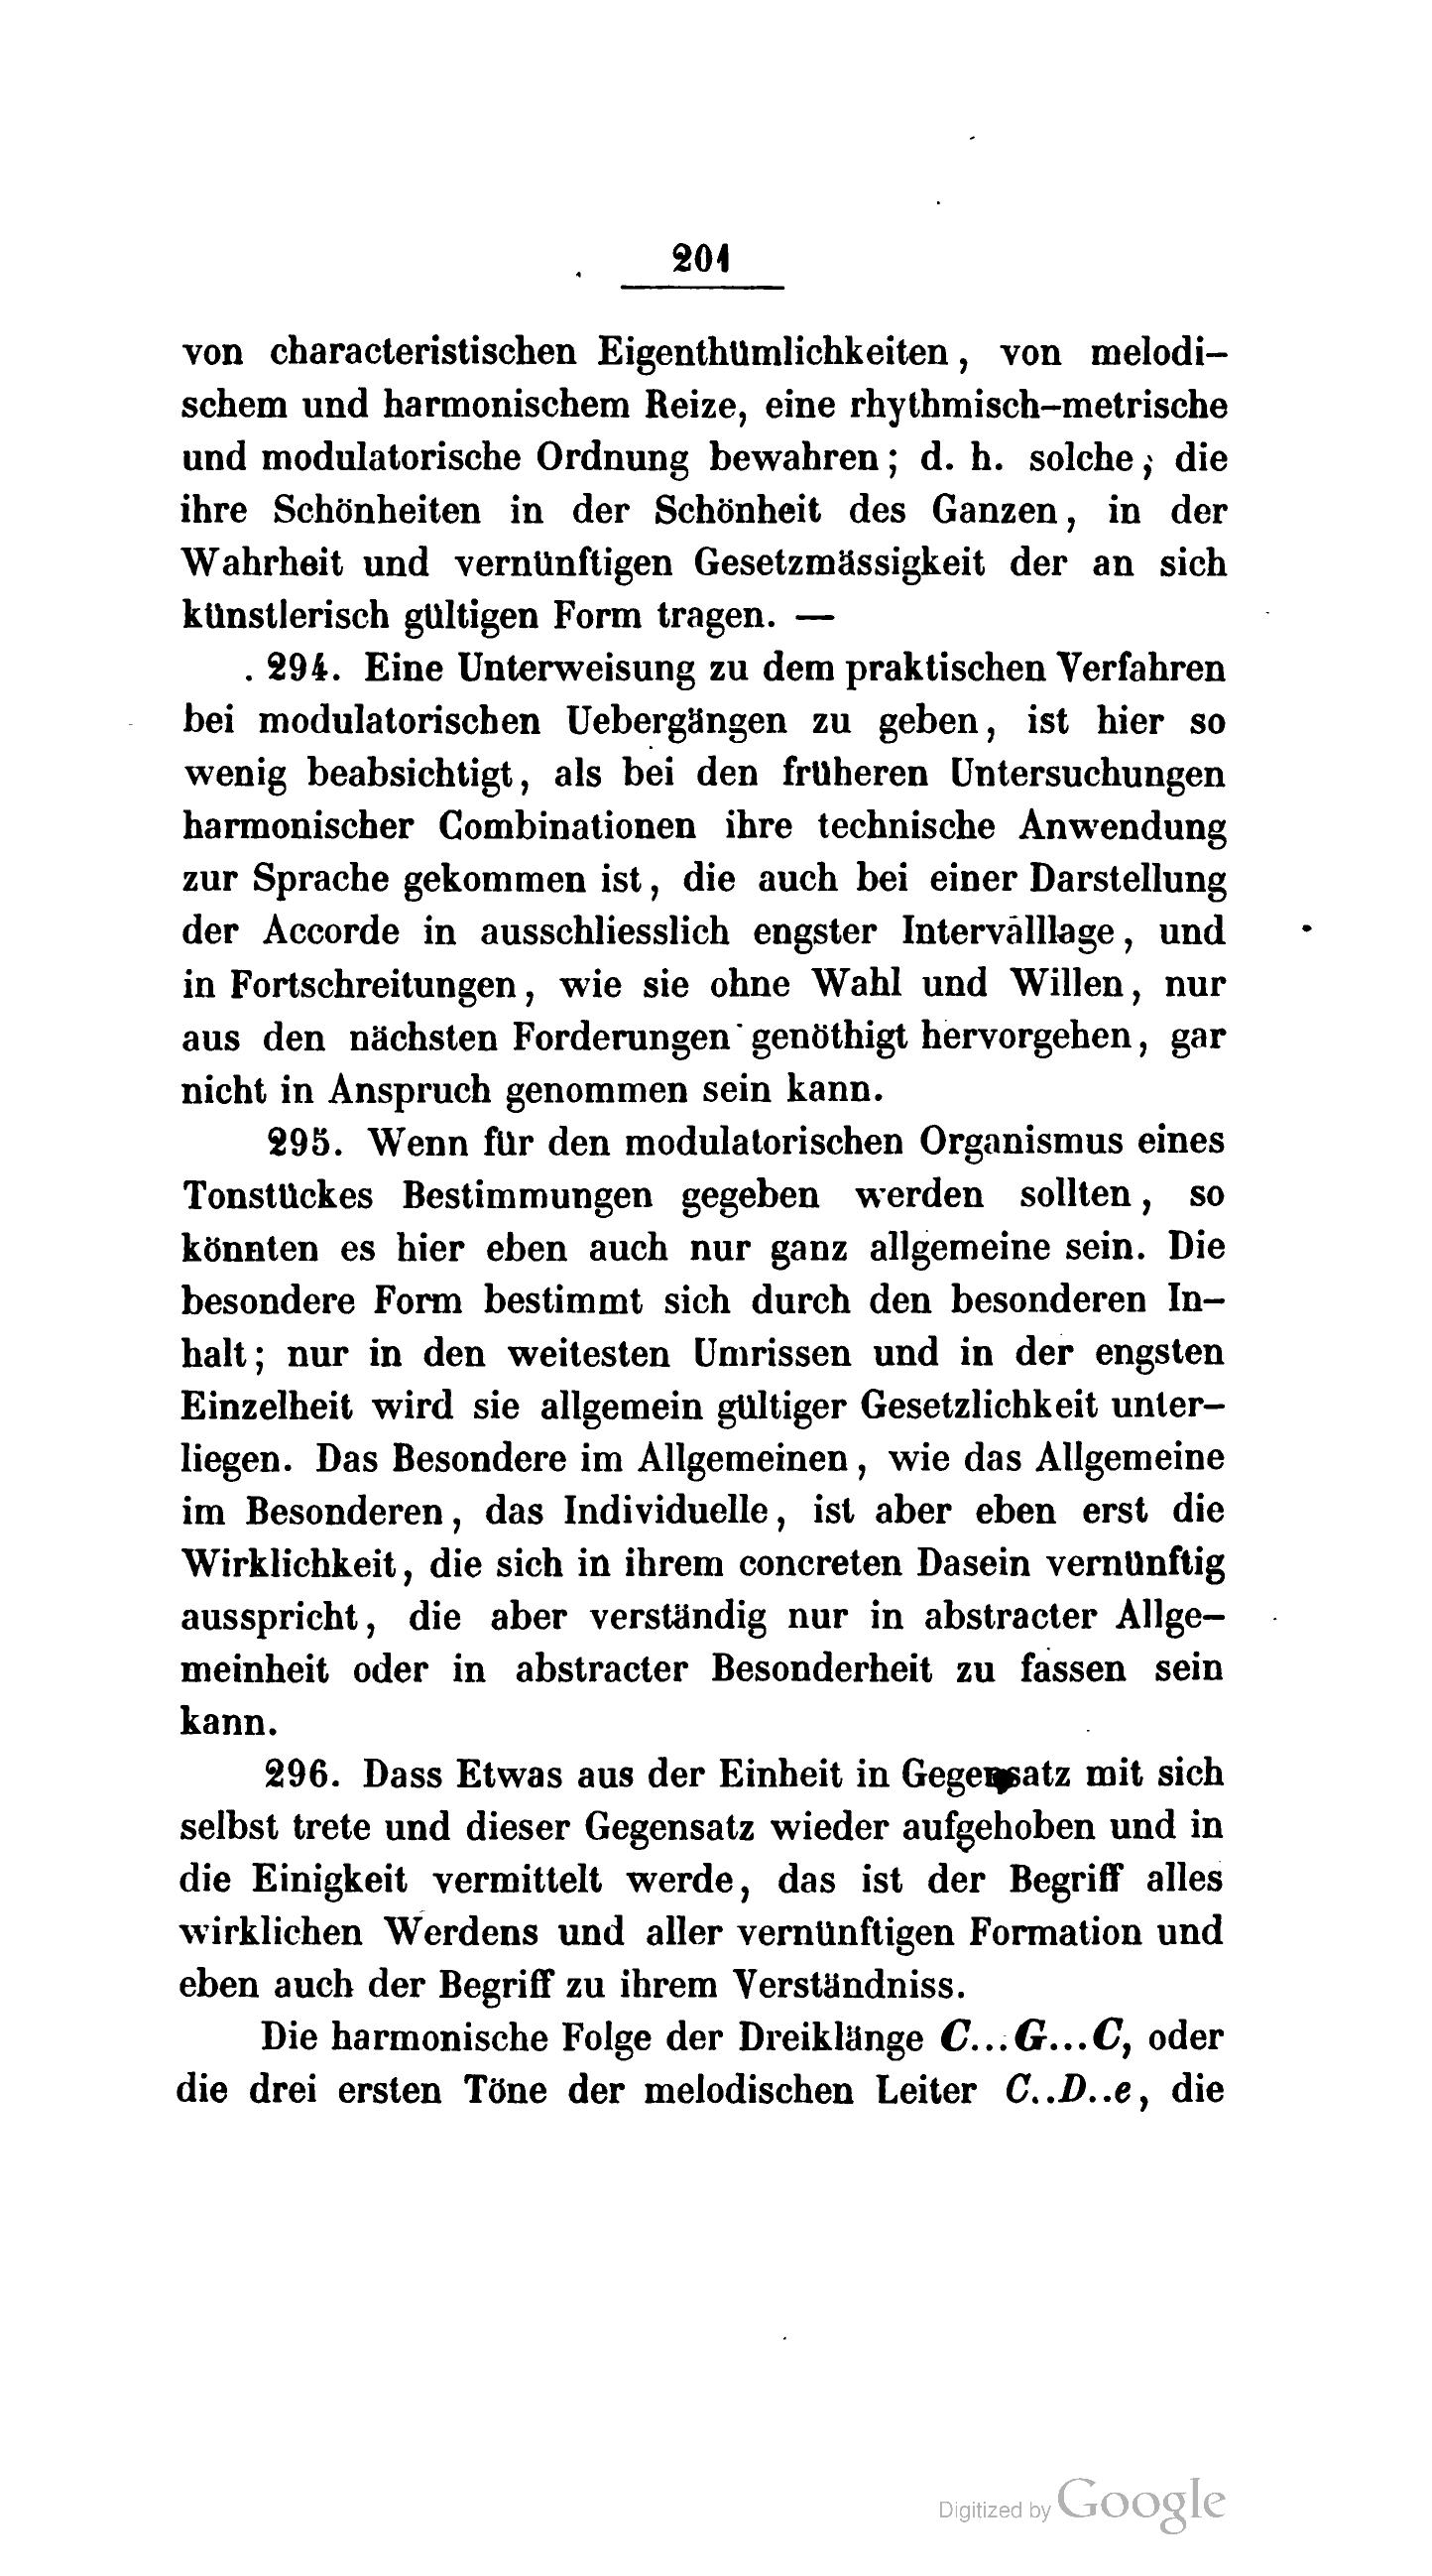 201
von characteristischen Eigenthümlichkeiten, von melodi-
schem und harmonischem Reize, eine rhythmisch-metrische
und modulatorische Ordnung bewahren; d. h. solche, die
ihre Schönheiten in der Schönheit des Ganzen, in der
Wahrheit und vernünftigen Gesetzmässigkeit der an sich
künstlerisch gültigen Form tragen. —
294. Eine Unterweisung zu dem praktischen Verfahren
bei modulatorischen Uebergängen zu geben, ist hier so
wenig beabsichtigt, als bei den früheren Untersuchungen
harmonischer Combinationen ihre technische Anwendung
zur Sprache gekommen ist, die auch bei einer Darstellung
der Accorde in ausschliesslich engster Intervalllage, und
in Fortschreitungen, wie sie ohne Wahl und Willen, nur
aus den nächsten Forderungen genöthigt hervorgehen, gar
nicht in Anspruch genommen sein kann.
295. Wenn für den modulatorischen Organismus eines
Tonstückes Bestimmungen gegeben werden sollten, so
könnten es hier eben auch nur ganz allgemeine sein. Die
besondere Form bestimmt sich durch den besonderen In-
halt; nur in den weitesten Umrissen und in der engsten
Einzelheit wird sie allgemein gültiger Gesetzlichkeit unter-
liegen. Das Besondere im Allgemeinen, wie das Allgemeine
im Besonderen, das Individuelle, ist aber eben erst die
Wirklichkeit, die sich in ihrem concreten Dasein vernünftig
ausspricht, die aber verständig nur in abstracter Allge-
meinheit oder in abstracter Besonderheit zu fassen sein
kann.
296. Dass Etwas aus der Einheit in Gegensatz mit sich
selbst trete und dieser Gegensatz wieder aufgehoben und in
die Einigkeit vermittelt werde, das ist der Begriff alles
wirklichen Werdens und aller vernünftigen Formation und
eben auch der Begriff zu ihrem Verständniss.
Die harmonische Folge der Dreiklänge C...G...C, oder
die drei ersten Töne der melodischen Leiter C..D..e, die
Digitized by Google